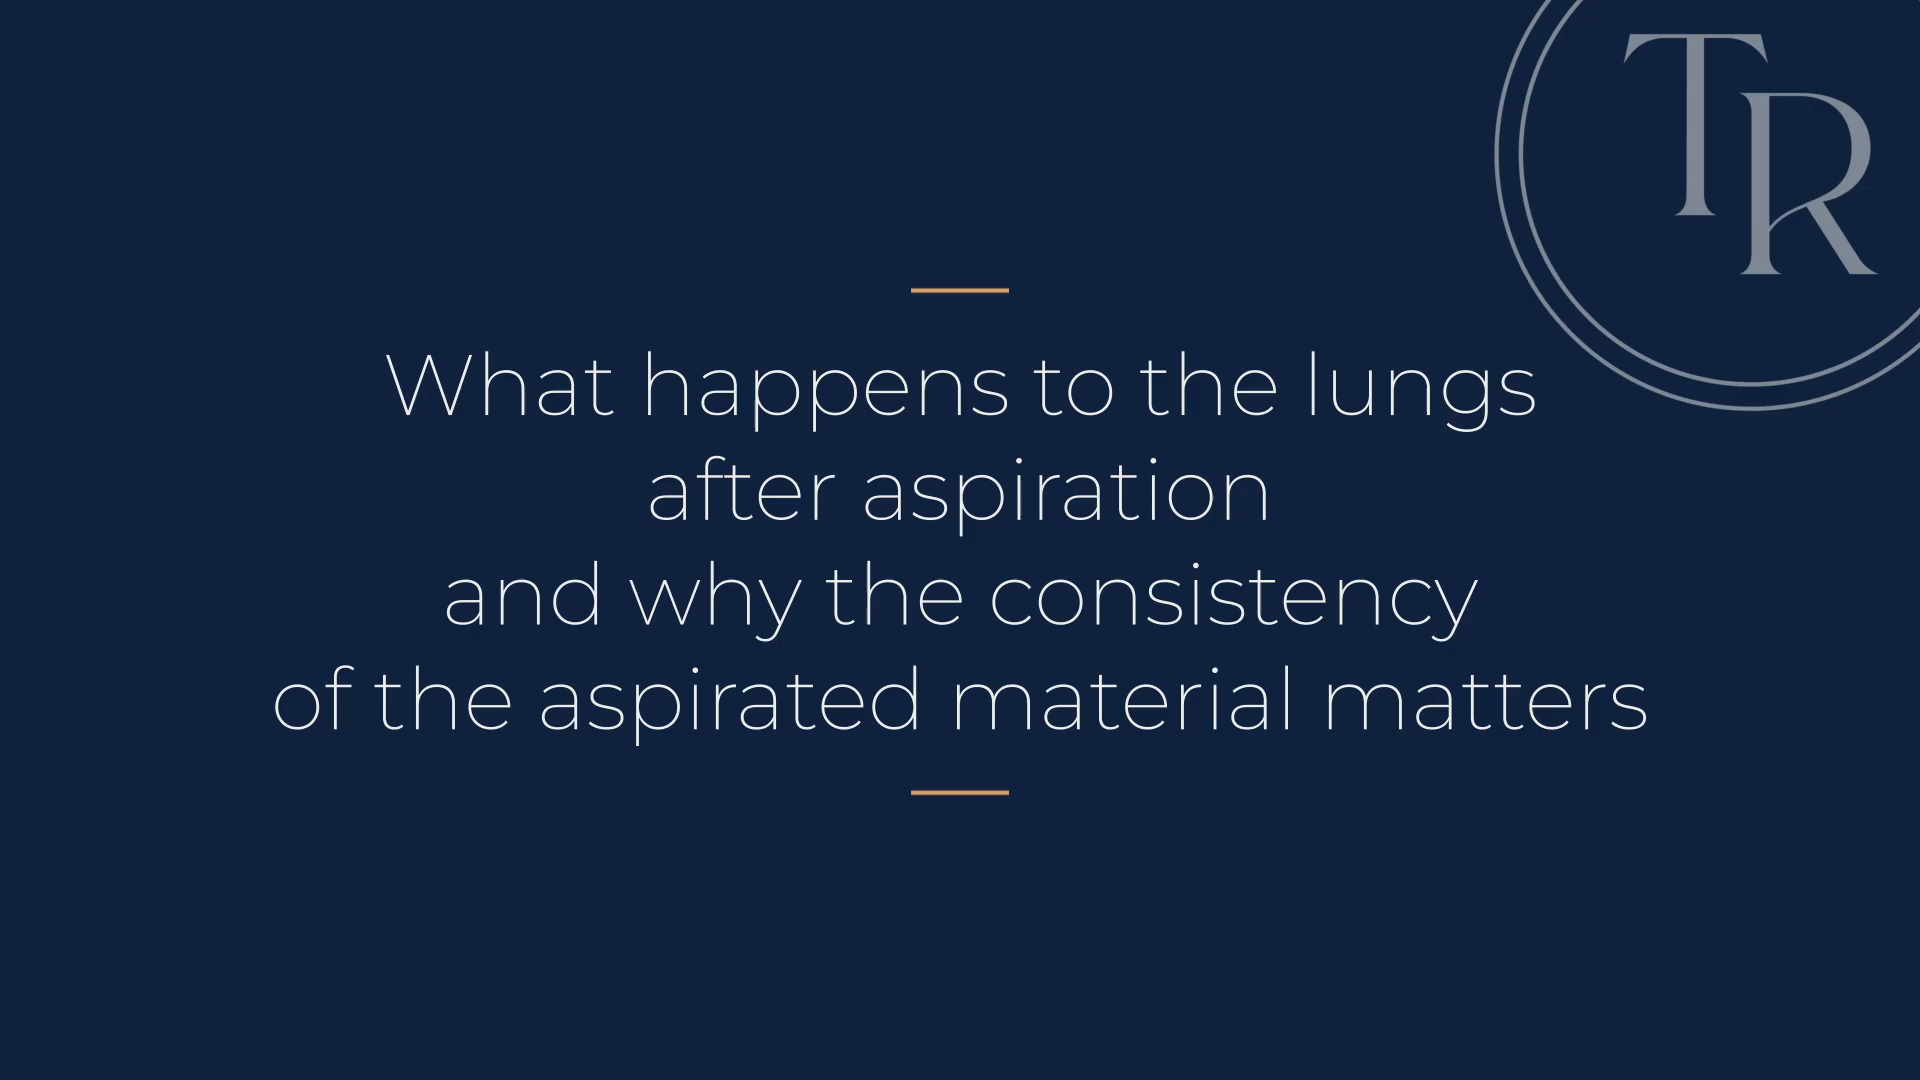 TR
What happens to the lungs
after aspiration
and why the consistency
of the aspirated material matters